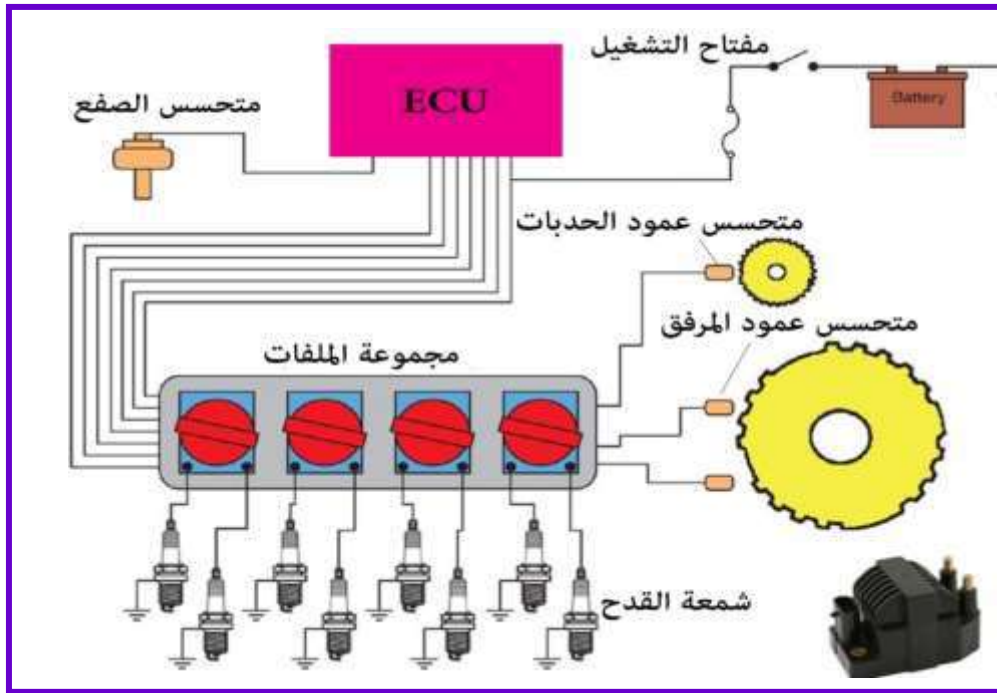 مفتاح التشغيل
ECU
Battery
متحسس الصفع
متحسس عمود الحدبات
متحسس عمود المرفق
مجموعة الملفات
شمعة القدح